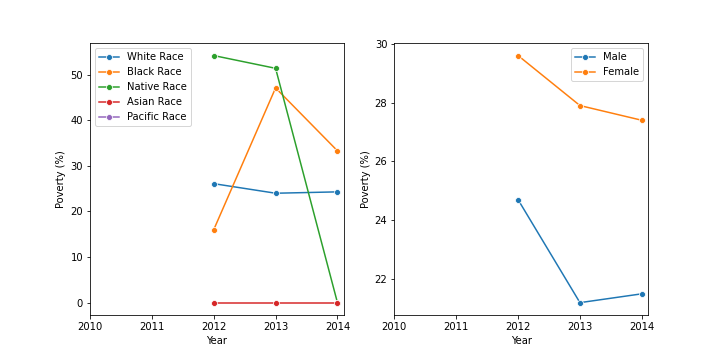 White Race
Black Race
Native Race
Asian Race
Pacific Race
Poverty (%)
50
40
30
20
10
0
2010 2011 2012 2013 2014
Year
Male
Female
Poverty (%)
30
28
26
24
22
2010 2011 2012 2013 2014
Year